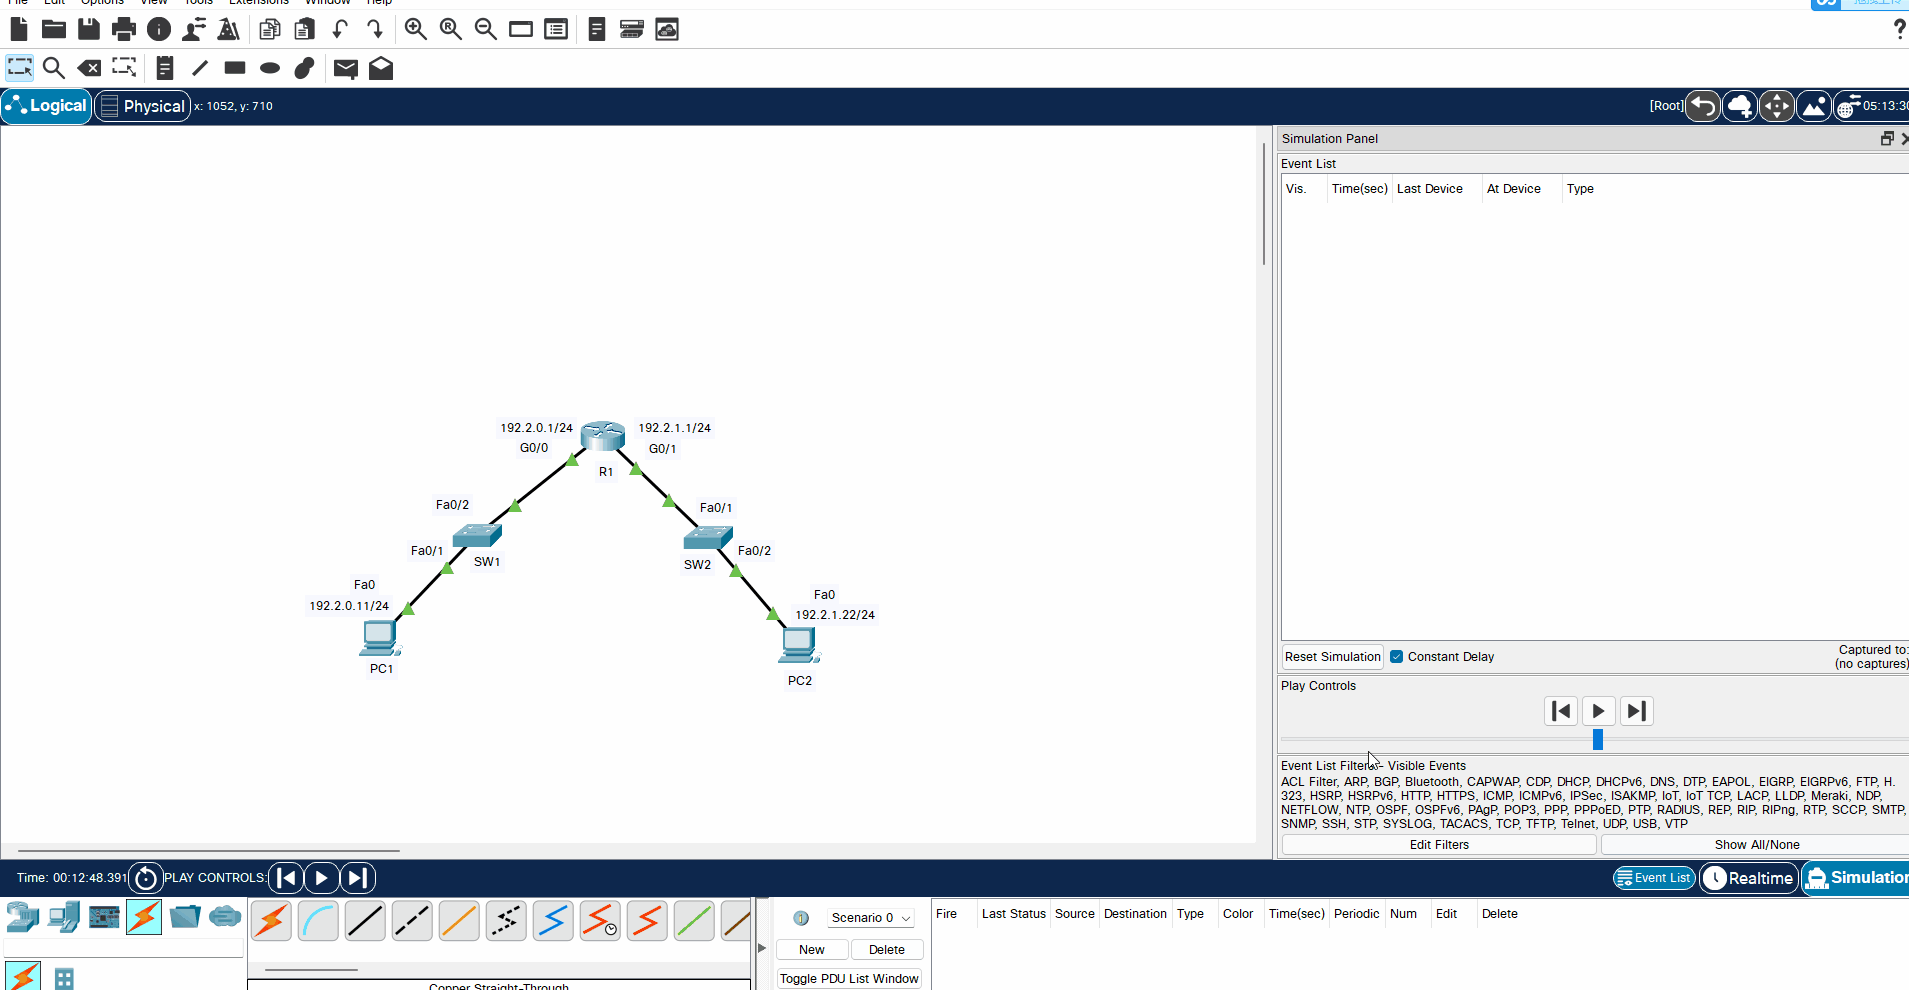 File Edit Options View Tools Extensions Window Help
?
Logical Physical x: 1052, y: 710
[Root] 05:13:30
Simulation Panel
Event List
Vis. Time(sec) Last Device At Device Type
192.2.0.1/24 192.2.1.1/24
G0/0 G0/1
R1
Fa0/2 Fa0/1
Fa0/1 Fa0/2
SW1 SW2
Fa0 Fa0
192.2.0.11/24 192.2.1.22/24
PC1 PC2
Reset Simulation Constant Delay Captured to:
(no captures)
Play Controls
Event List Filters - Visible Events
ACL Filter, ARP, BGP, Bluetooth, CAPWAP, CDP, DHCP, DHCPv6, DNS, DTP, EAPOL, EIGRP, EIGRPv6, FTP, H.
323, HSRP, HSRPv6, HTTP, HTTPS, ICMP, ICMPv6, IPSec, ISAKMP, IoT, IoT TCP, LACP, LLDP, Meraki, NDP,
NETFLOW, NTP, OSPF, OSPFv6, PAgP, POP3, PPP, PPPoED, PTP, RADIUS, REP, RIP, RIPng, RTP, SCCP, SMTP,
SNMP, SSH, STP, SYSLOG, TACACS, TCP, TFTP, Telnet, UDP, USB, VTP
Edit Filters Show All/None
Time: 00:12:48.391 PLAY CONTROLS: Event List Realtime Simulation
Scenario 0 Fire Last Status Source Destination Type Color Time(sec) Periodic Num Edit Delete
New Delete
Toggle PDU List Window
Copper Straight-Through